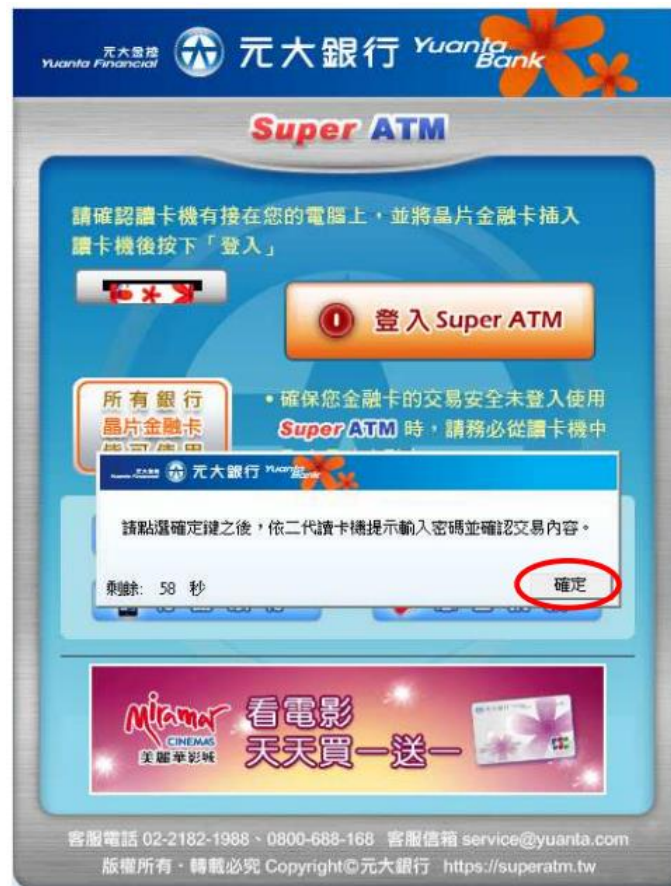 元大金控
Yuanta Financial
元大銀行 Yuanta Bank
Super ATM
請確認讀卡機有接在您的電腦上，並將晶片金融卡插入
讀卡機後按下「登入」
登入 Super ATM
所有銀行
晶片金融卡
皆可使用
• 確保您金融卡的交易安全未登入使用
Super ATM 時，請務必從讀卡機中
元大銀行 Yuanta Bank
請點選確定鍵之後，依二代讀卡機提示輸入密碼並確認交易內容。
剩餘: 58 秒
確定
Miramar
CINEMAS
美麗華影城
看電影
天天買一送一
JCB
客服電話 02-2182-1988、0800-688-168 客服信箱 service@yuanta.com
版權所有・轉載必究 Copyright©元大銀行 https://superatm.tw